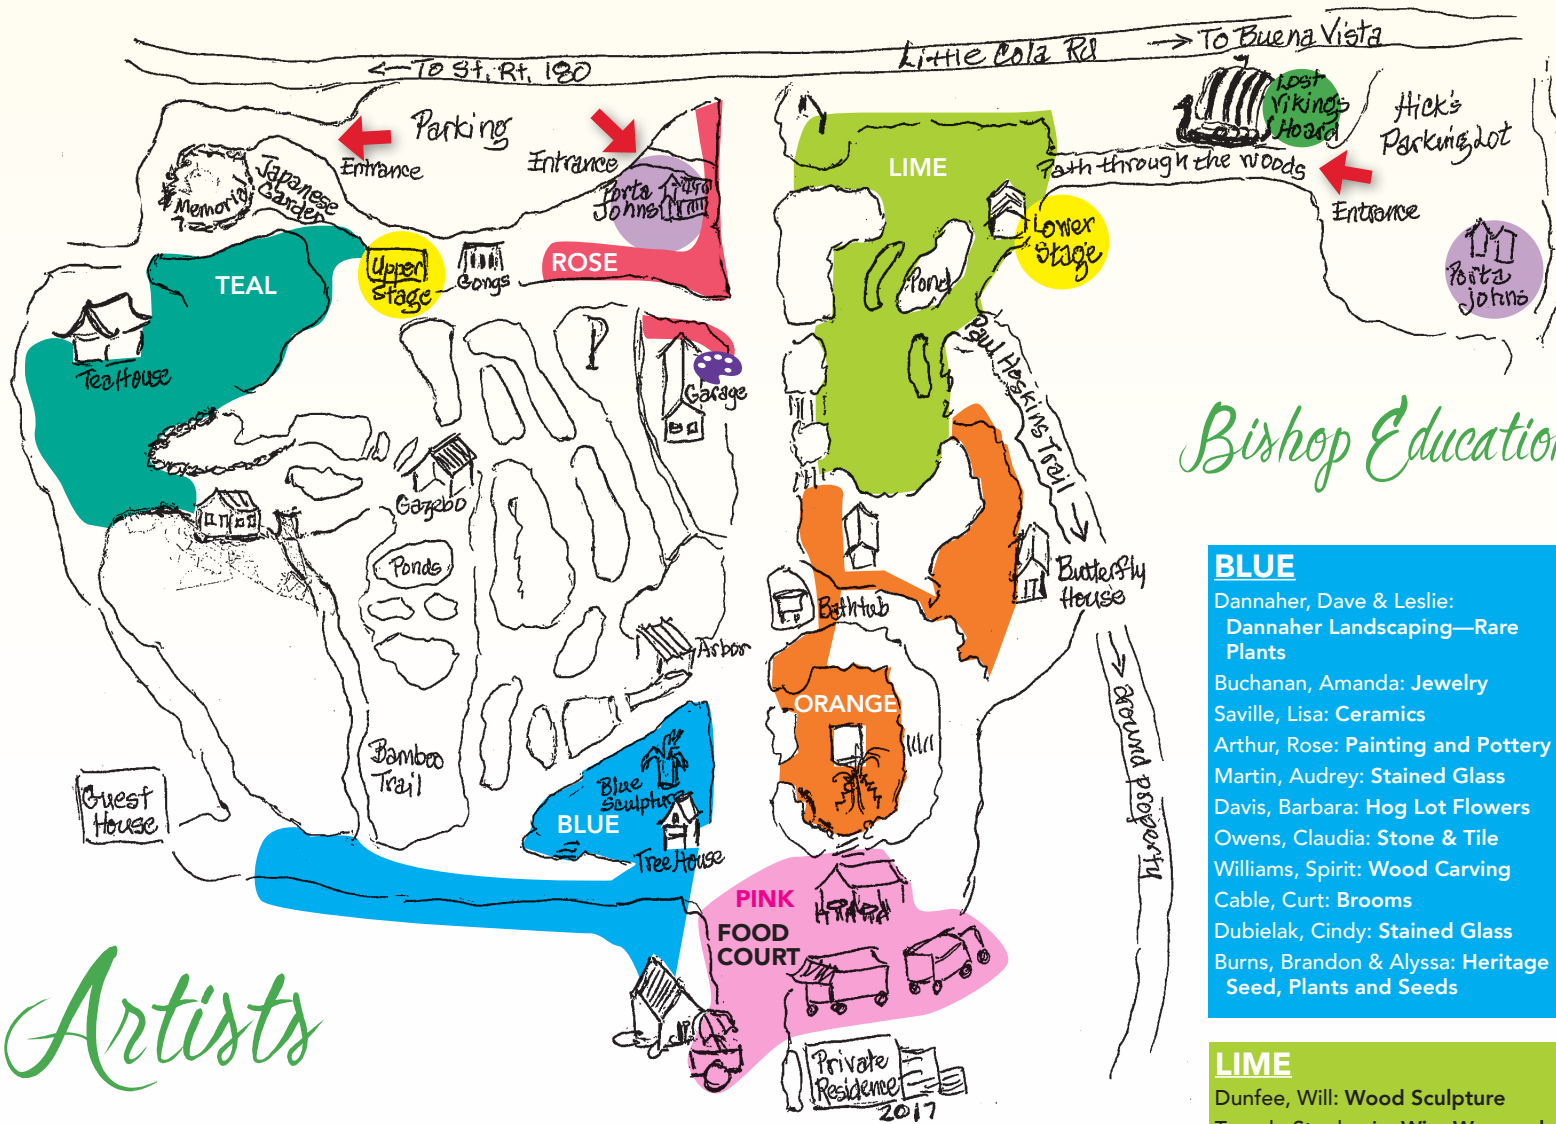 Little Cola Rd → To Buena Vista
← To St. Rt. 180
Parking
Entrance
Entrance
Japanese
Garden
Porta
Johns
LIME
Path through the woods
Lost
Vikings
Hoard
Hick's
Parking Lot
Entrance
Lower
Stage
Porta
johns
TEAL
Upper
Stage
Gongs
ROSE
Pond
Tea House
Garage
Paul Hoskins Trail →
Bishop Education
Gazebo
Ponds
Bathtub
Butterfly
House
Arbor
→ around property
ORANGE
Bamboo
Trail
Blue
Sculpture
BLUE
Tree House
Guest
House
PINK
FOOD
COURT
Artists
Private
Residence
2017
BLUE
Dannaher, Dave & Leslie:
Dannaher Landscaping—Rare
Plants
Buchanan, Amanda: Jewelry
Saville, Lisa: Ceramics
Arthur, Rose: Painting and Pottery
Martin, Audrey: Stained Glass
Davis, Barbara: Hog Lot Flowers
Owens, Claudia: Stone & Tile
Williams, Spirit: Wood Carving
Cable, Curt: Brooms
Dubielak, Cindy: Stained Glass
Burns, Brandon & Alyssa: Heritage
Seed, Plants and Seeds
LIME
Dunfee, Will: Wood Sculpture